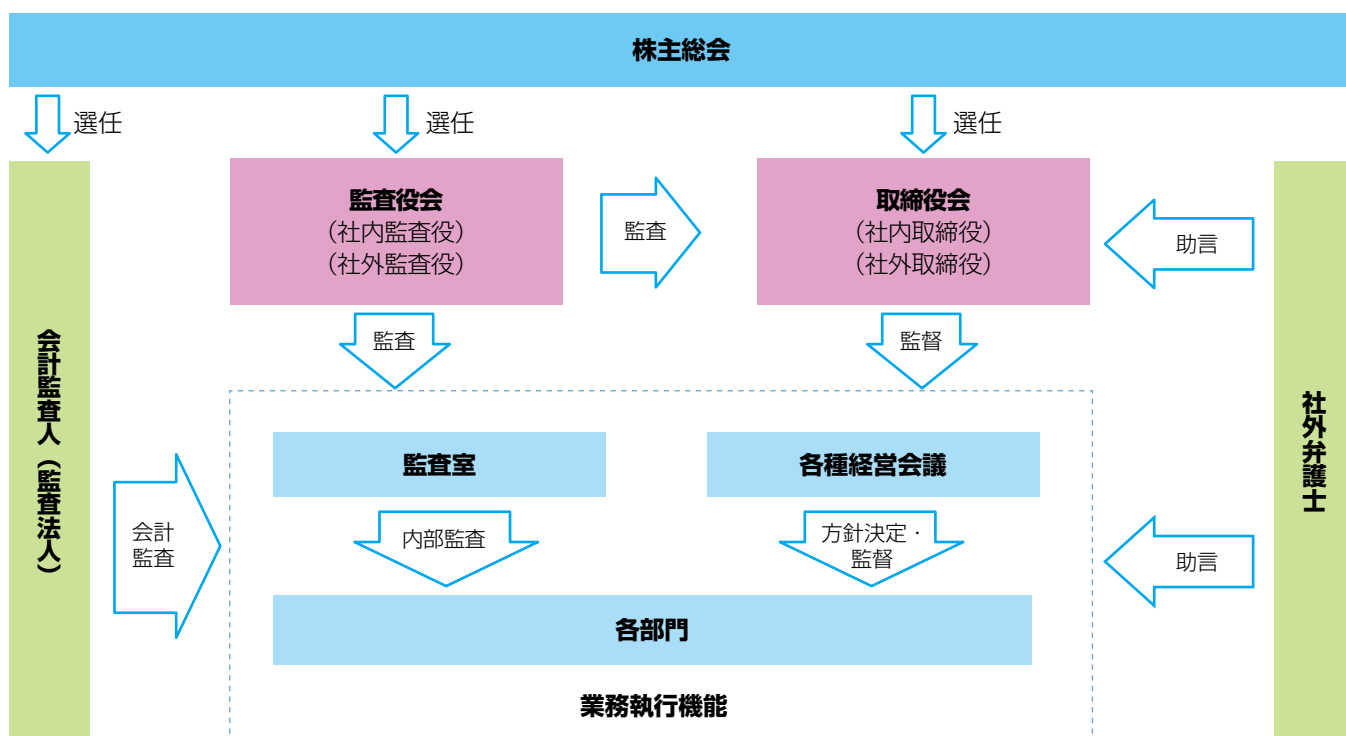 株主総会
選任
選任
選任
監査役会
（社内監査役）
（社外監査役）
監査
取締役会
（社内取締役）
（社外取締役）
助言
監査
監督
会計監査人（監査法人）
社外弁護士
監査室
各種経営会議
会計
監査
内部監査
方針決定・
監督
助言
各部門
業務執行機能